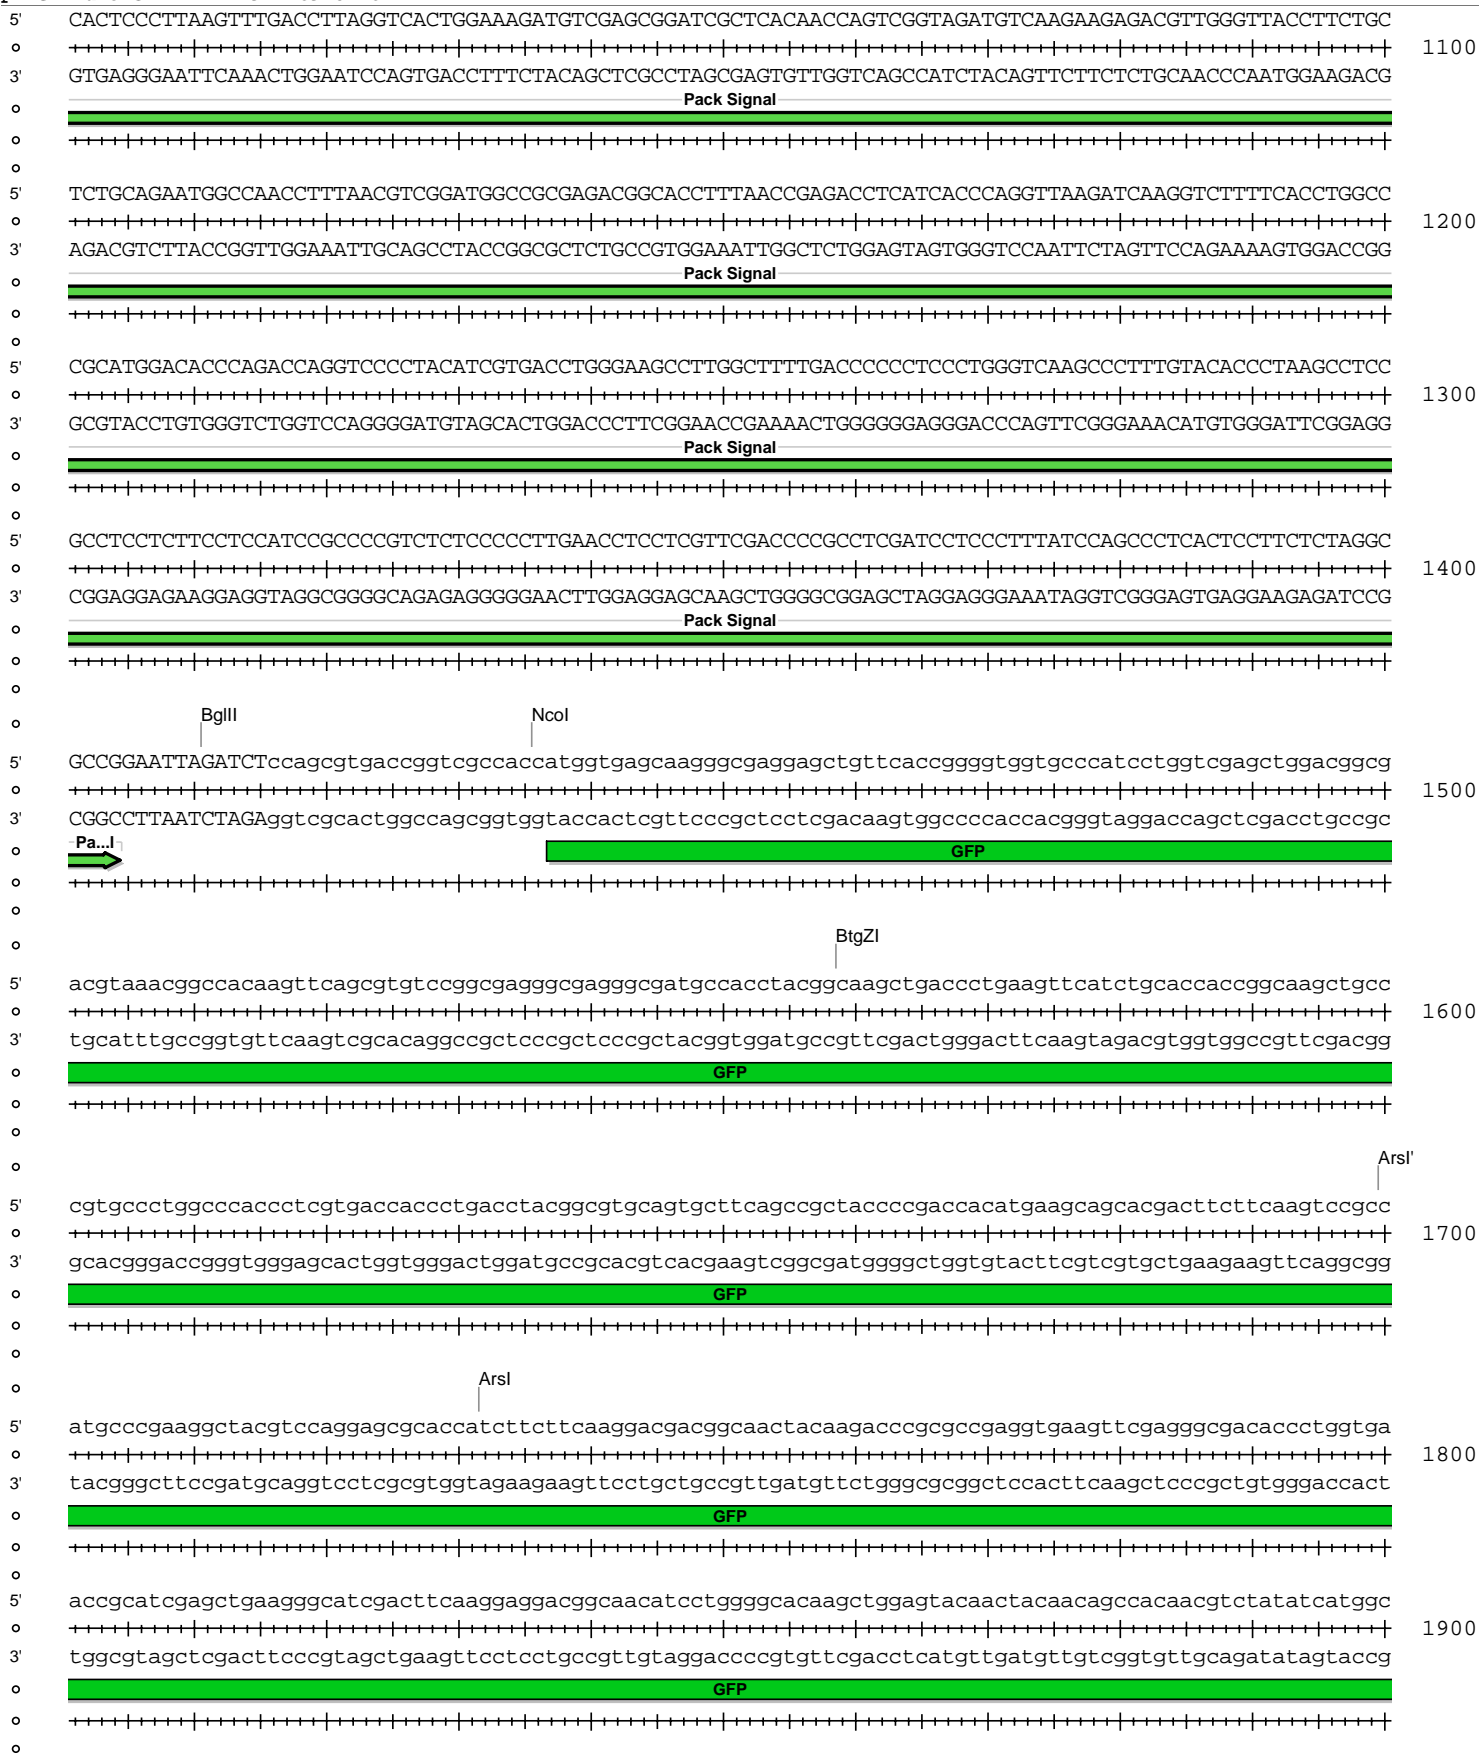 5' CACTCCCTTAAGTTTGACCTTAGGTCACTGGAAAGATGTCGAGCGGATCGCTCACAACCAGTCGGTAGATGTCAAGAAGAGACGTTGGGTTACCTTCTGC
1100
3' GTGAGGGAATTCAAACTGGAATCCAGTGACCTTTCTACAGCTCGCCTAGCGAGTGTTGGTCAGCCATCTACAGTTCTTCTCTGCAACCCAATGGAAGACG
Pack Signal
5' TCTGCAGAATGGCCAACCTTTAACGTCGGATGGCCGCGAGACGGCACCTTTAACCGAGACCTCATCACCCAGGTTAAGATCAAGGTCTTTTCACCTGGCC
1200
3' AGACGTCTTACCGGTTGGAAATTGCAGCCTACCGGCGCTCTGCCGTGGAAATTGGCTCTGGAGTAGTGGGTCCAATTCTAGTTCCAGAAAAGTGGACCGG
Pack Signal
5' CGCATGGACACCCAGACCAGGTCCCCTACATCGTGACCTGGGAAGCCTTGGCTTTTGACCCCCCTCCCTGGGTCAAGCCCTTTGTACACCCTAAGCCTCC
1300
3' GCGTACCTGTGGGTCTGGTCCAGGGGATGTAGCACTGGACCCTTCGGAACCGAAAACTGGGGGGAGGGACCCAGTTCGGGAAACATGTGGGATTCGGAGG
Pack Signal
5' GCCTCCTCTTCCTCCATCCGCCCCGTCTCTCCCCCTTGAACCTCCTCGTTCGACCCCGCCTCGATCCTCCCTTTATCCAGCCCTCACTCCTTCTCTAGGC
1400
3' CGGAGGAGAAGGAGGTAGGCGGGGCAGAGAGGGGGAACTTGGAGGAGCAAGCTGGGGCGGAGCTAGGAGGGAAATAGGTCGGGAGTGAGGAAGAGATCCG
Pack Signal
BglII NcoI
5' GCCGGAATTAGATCTccagcgtgaccggtcgccaccatggtgagcaagggcgaggagctgttcaccggggtggtgcccatcctggtcgagctggacggcg
1500
3' CGGCCTTAATCTAGAggtcgcactggccagcggtggtaccactcgttcccgctcctcgacaagtggccccaccacgggtaggaccagctcgacctgccgc
Pa...l GFP
BtgZI
5' acgtaaacggccacaagttcagcgtgtccggcgagggcgagggcgatgccacctacggcaagctgaccctgaagttcatctgcaccaccggcaagctgcc
1600
3' tgcatttgccggtgttcaagtcgcacaggccgctcccgctcccgctacggtggatgccgttcgactgggacttcaagtagacgtggtggccgttcgacgg
GFP
ArsI'
5' cgtgccctggcccaccctcgtgaccaccctgacctacggcgtgcagtgcttcagccgctaccccgaccacatgaagcagcacgacttcttcaagtccgcc
1700
3' gcacgggaccgggtgggagcactggtgggactggatgccgcacgtcacgaagtcggcgatggggctggtgtacttcgtcgtgctgaagaagttcaggcgg
GFP
ArsI
5' atgcccgaaggctacgtccaggagcgcaccatcttcttcaaggacgacggcaactacaagacccgcgccgaggtgaagttcgagggcgacaccctggtga
1800
3' tacgggcttccgatgcaggtcctcgcgtggtagaagaagttcctgctgccgttgatgttctgggcgcggctccacttcaagctcccgctgtgggaccact
GFP
5' accgcatcgagctgaagggcatcgacttcaaggaggacggcaacatcctggggcacaagctggagtacaactacaacagccacaacgtctatatcatggc
1900
3' tggcgtagctcgacttcccgtagctgaagttcctcctgccgttgtaggaccccgtgttcgacctcatgttgatgttgtcggtgttgcagatatagtaccg
GFP